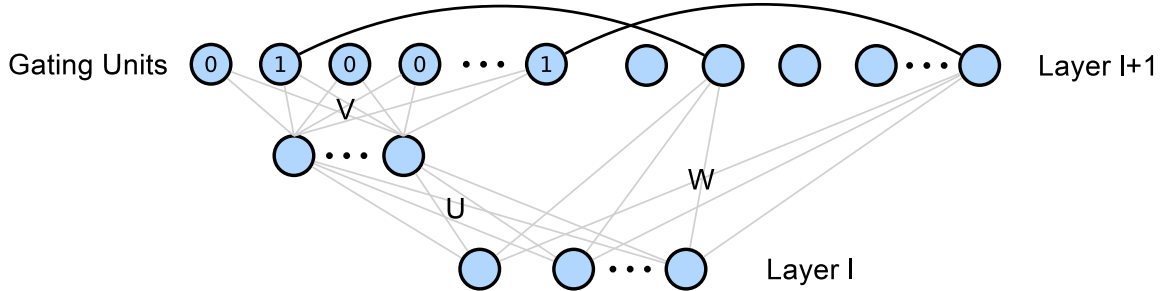 Gating Units 0 1 0 0 ... 1 ... Layer l+1
V
...
W
U
... Layer l